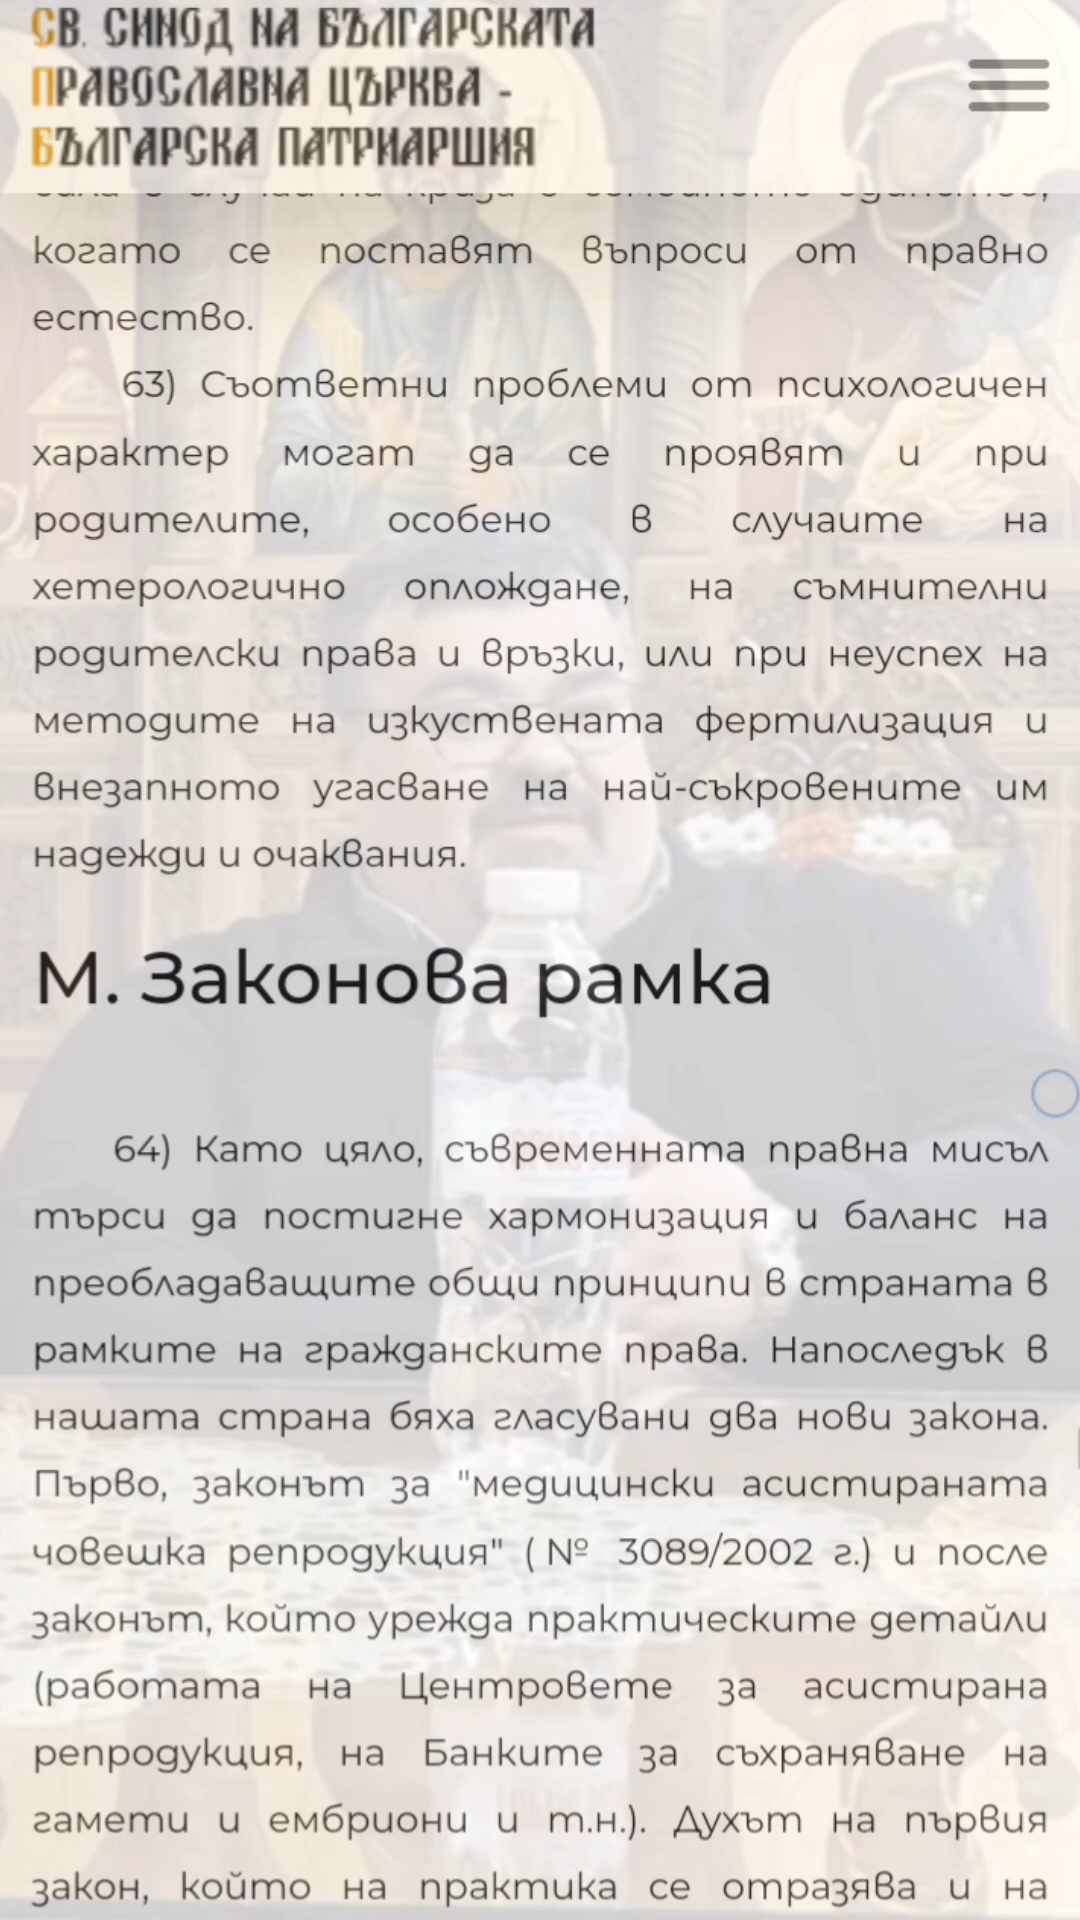 СВ. СИНОД НА БЪЛГАРСКАТА
ПРАВОСЛАВНА ЦЪРКВА -
БЪЛГАРСКА ПАТРИАРШИЯ
когато се поставят въпроси от правно
естество.
63) Съответни проблеми от психологичен
характер могат да се проявят и при
родителите, особено в случаите на
хетерологично оплождане, на съмнителни
родителски права и връзки, или при неуспех на
методите на изкуствената фертилизация и
внезапното угасване на най-съкровените им
надежди и очаквания.
М. Законова рамка
64) Като цяло, съвременната правна мисъл
търси да постигне хармонизация и баланс на
преобладаващите общи принципи в страната в
рамките на гражданските права. Напоследък в
нашата страна бяха гласувани два нови закона.
Първо, законът за "медицински асистираната
човешка репродукция" ( № 3089/2002 г.) и после
законът, който урежда практическите детайли
(работата на Центровете за асистирана
репродукция, на Банките за съхраняване на
гамети и ембриони и т.н.). Духът на първия
закон, който на практика се отразява и на